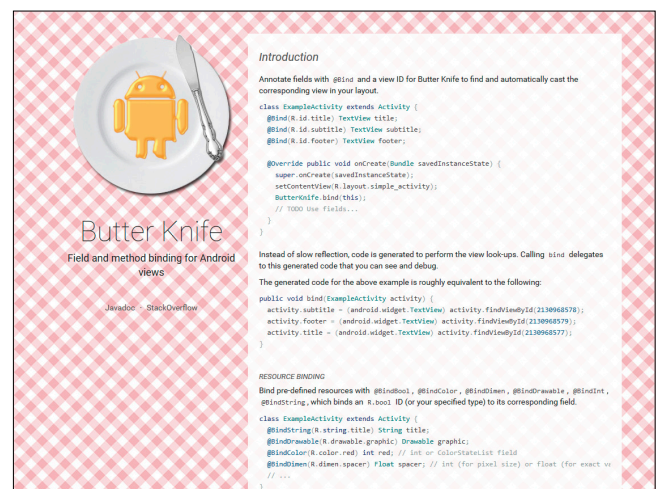 Butter Knife
Field and method binding for Android
views
Javadoc + StackOverflow
Introduction
Annotate fields with @Bind and a view ID for Butter Knife to find and automatically cast the
corresponding view in your layout.
class ExampleActivity extends Activity {
  @Bind(R.id.title) TextView title;
  @Bind(R.id.subtitle) TextView subtitle;
  @Bind(R.id.footer) TextView footer;
  @Override public void onCreate(Bundle savedInstanceState) {
    super.onCreate(savedInstanceState);
    setContentView(R.layout.simple_activity);
    ButterKnife.bind(this);
    // TODO Use fields...
  }
}
Instead of slow reflection, code is generated to perform the view look-ups. Calling bind delegates
to this generated code that you can see and debug.
The generated code for the above example is roughly equivalent to the following:
public void bind(ExampleActivity activity) {
  activity.subtitle = (android.widget.TextView) activity.findViewById(2130968578);
  activity.footer = (android.widget.TextView) activity.findViewById(2130968579);
  activity.title = (android.widget.TextView) activity.findViewById(2130968577);
}
RESOURCE BINDING
Bind pre-defined resources with @BindBool, @BindColor, @BindDimen, @BindDrawable, @BindInt,
@BindString, which binds an R.bool ID (or your specified type) to its corresponding field.
class ExampleActivity extends Activity {
  @BindString(R.string.title) String title;
  @BindDrawable(R.drawable.graphic) Drawable graphic;
  @BindColor(R.color.red) int red; // int or ColorStateList field
  @BindDimen(R.dimen.spacer) Float spacer; // int (for pixel size) or float (for exact
  // ...
}